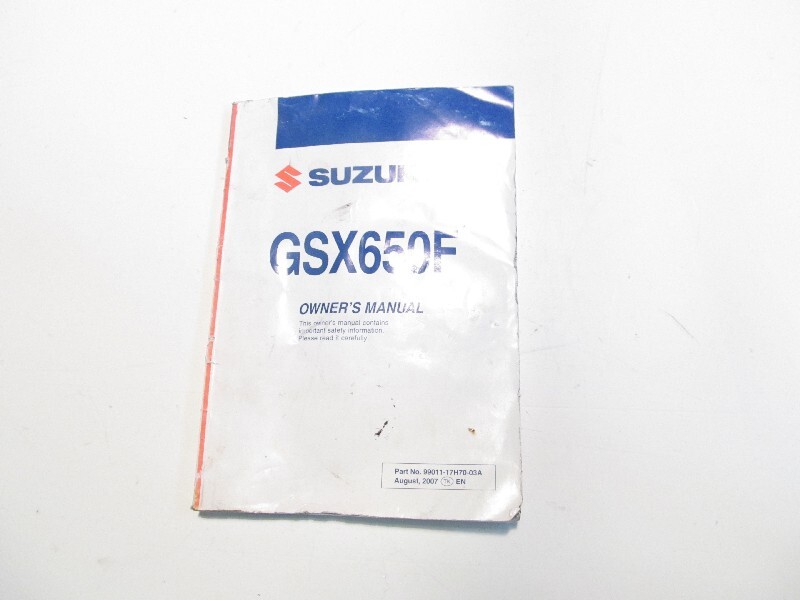 SUZUKI
GSX650F
OWNER'S MANUAL
This owner's manual contains
important safety information.
Please read it carefully.
Part No. 99011-17H70-03A
August, 2007 TK EN